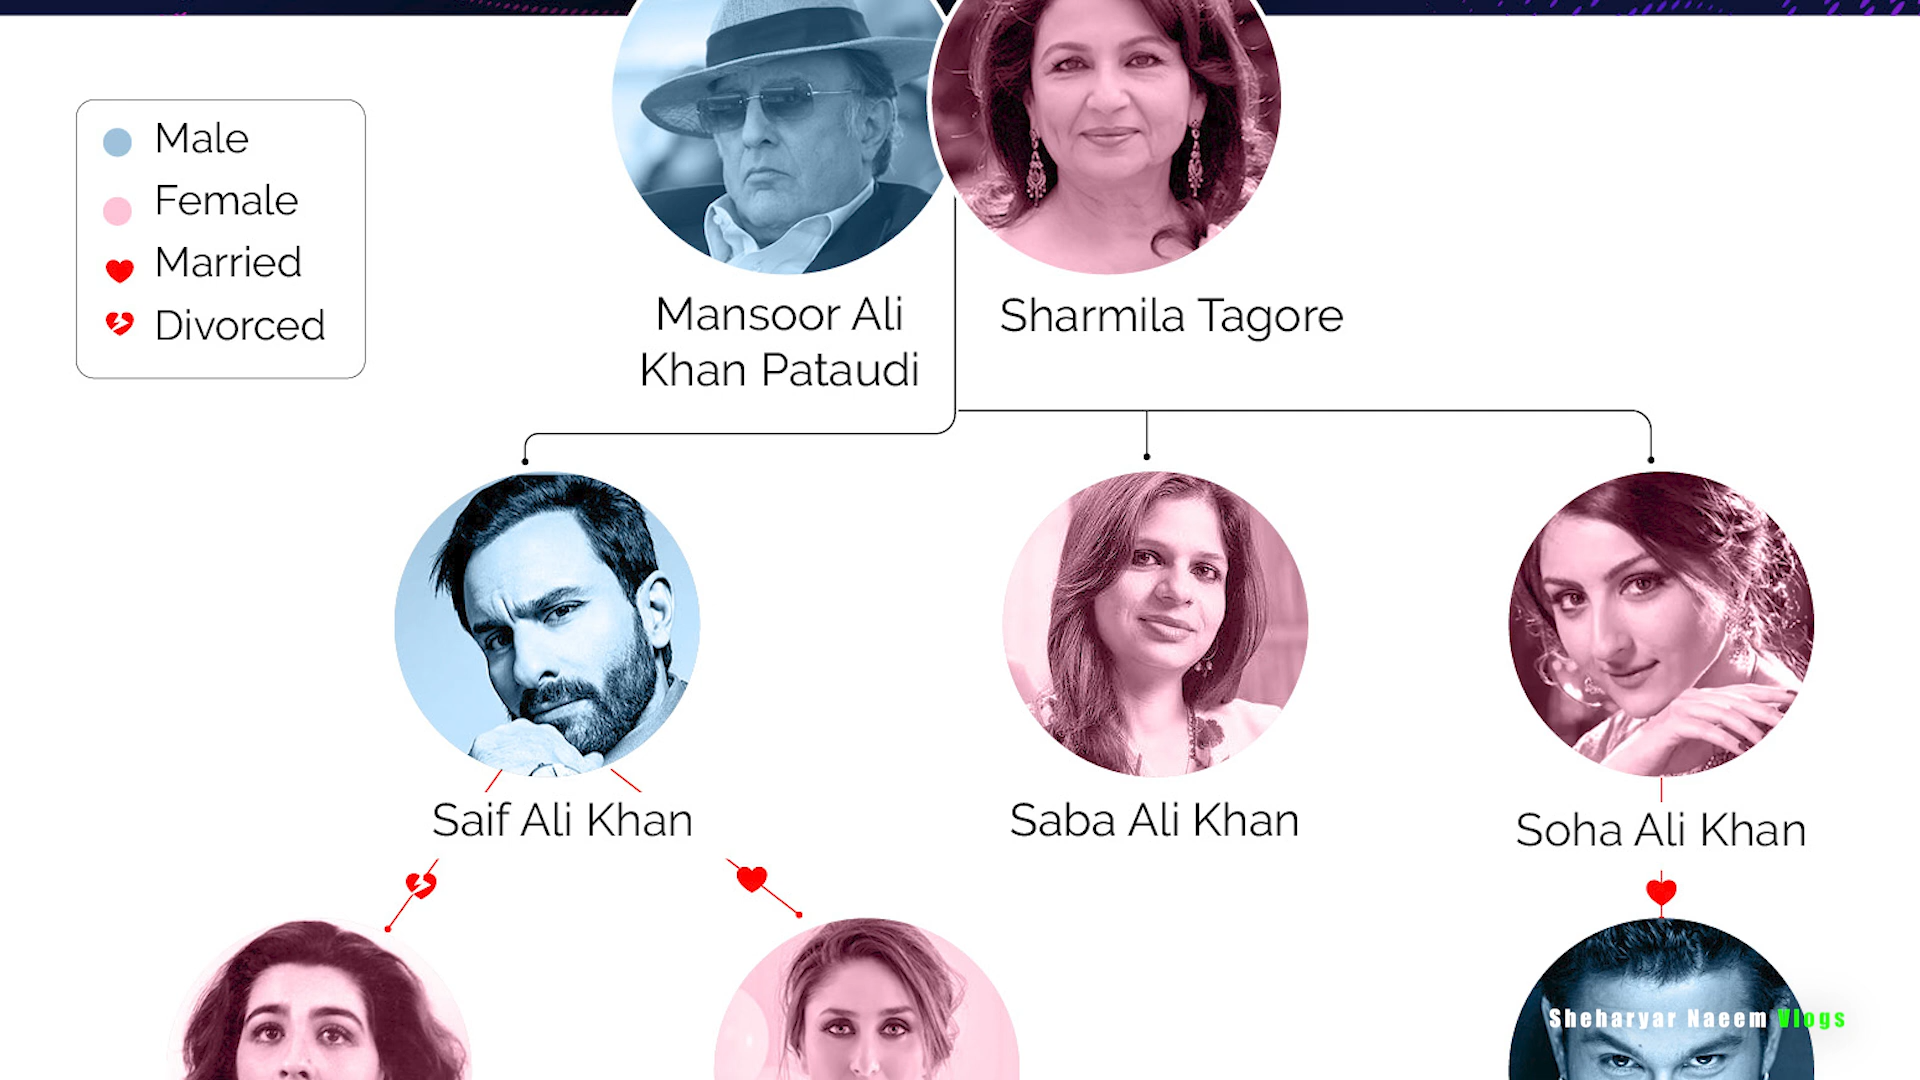 Male
Female
Married
Divorced
Mansoor Ali
Khan Pataudi
Sharmila Tagore
Saif Ali Khan
Saba Ali Khan
Soha Ali Khan
Sheharyar Naeem Vlogs